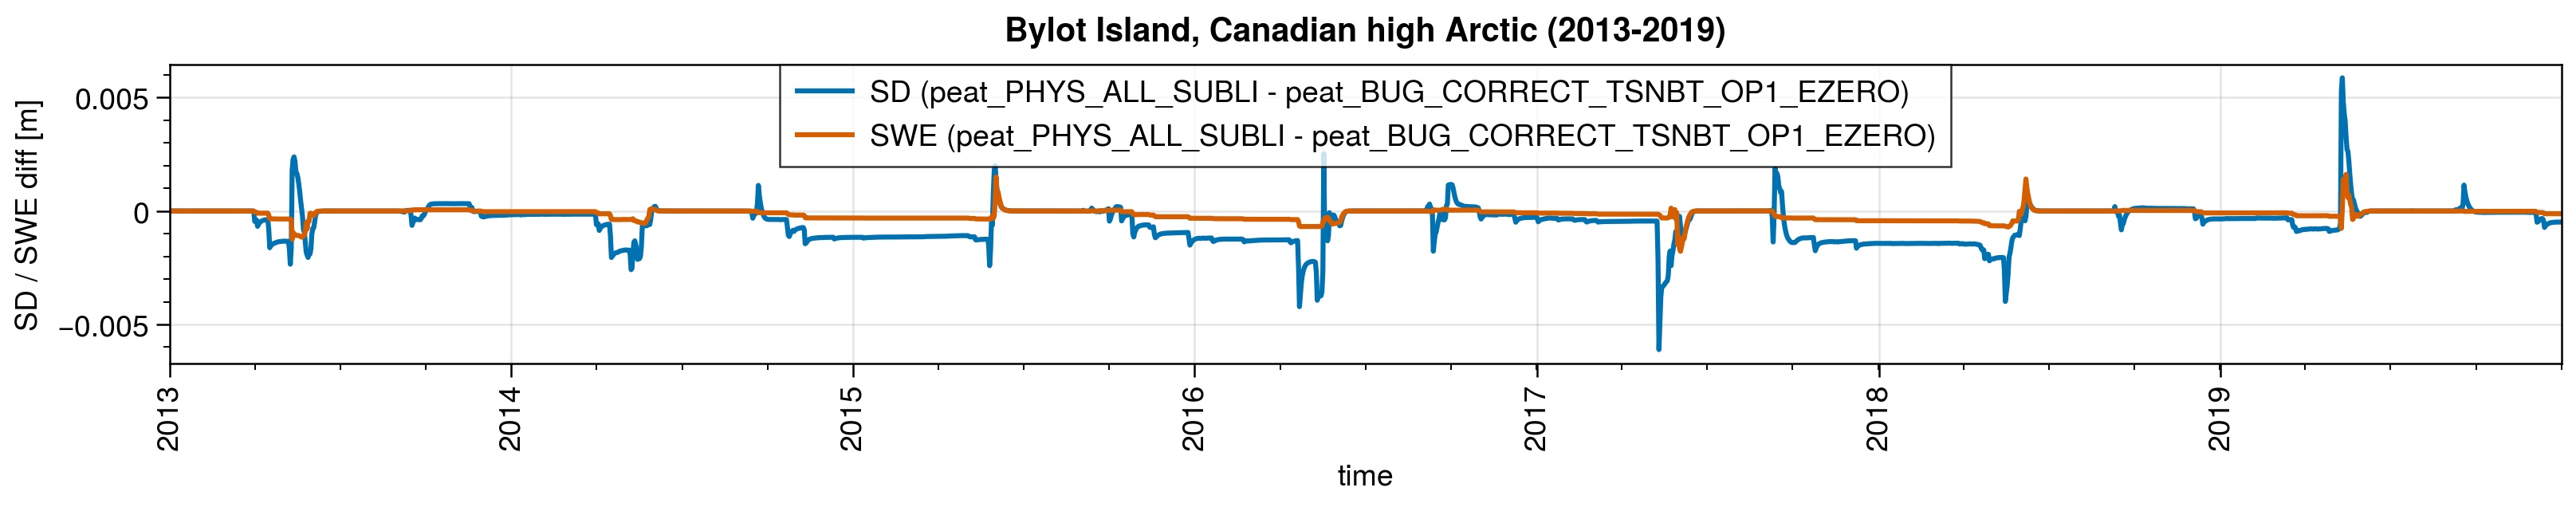 Bylot Island, Canadian high Arctic (2013-2019)
SD (peat_PHYS_ALL_SUBLI - peat_BUG_CORRECT_TSNBT_OP1_EZERO)
SWE (peat_PHYS_ALL_SUBLI - peat_BUG_CORRECT_TSNBT_OP1_EZERO)
SD / SWE diff [m]
0.005
0
−0.005
2013
2014
2015
2016
2017
2018
2019
time